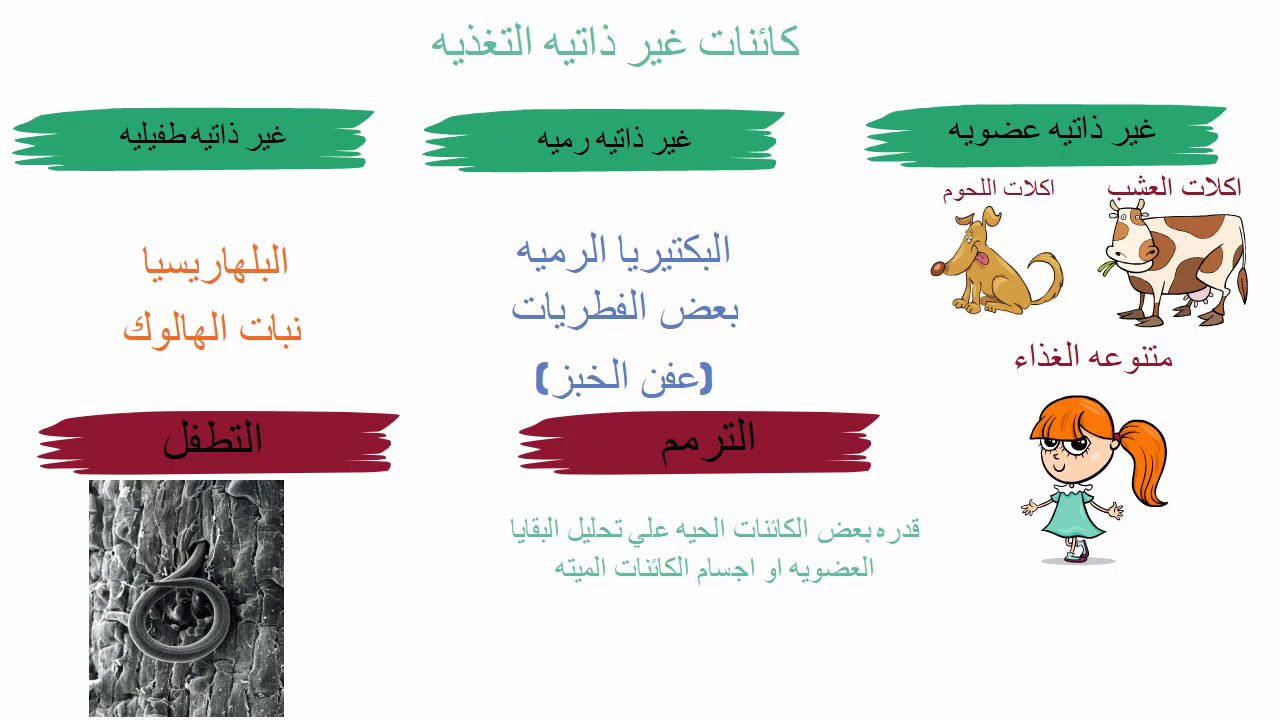 كائنات غير ذاتيه التغذيه
غير ذاتيه عضويه
اكلات العشب
اكلات اللحوم
متنوعه الغذاء
غير ذاتيه رميه
البكتيريا الرميه
بعض الفطريات
(عفن الخبز)
الترمم
قدره بعض الكائنات الحيه علي تحليل البقايا
العضويه او اجسام الكائنات الميته
غير ذاتيه طفيليه
البلهاريسيا
نبات الهالوك
التطفل